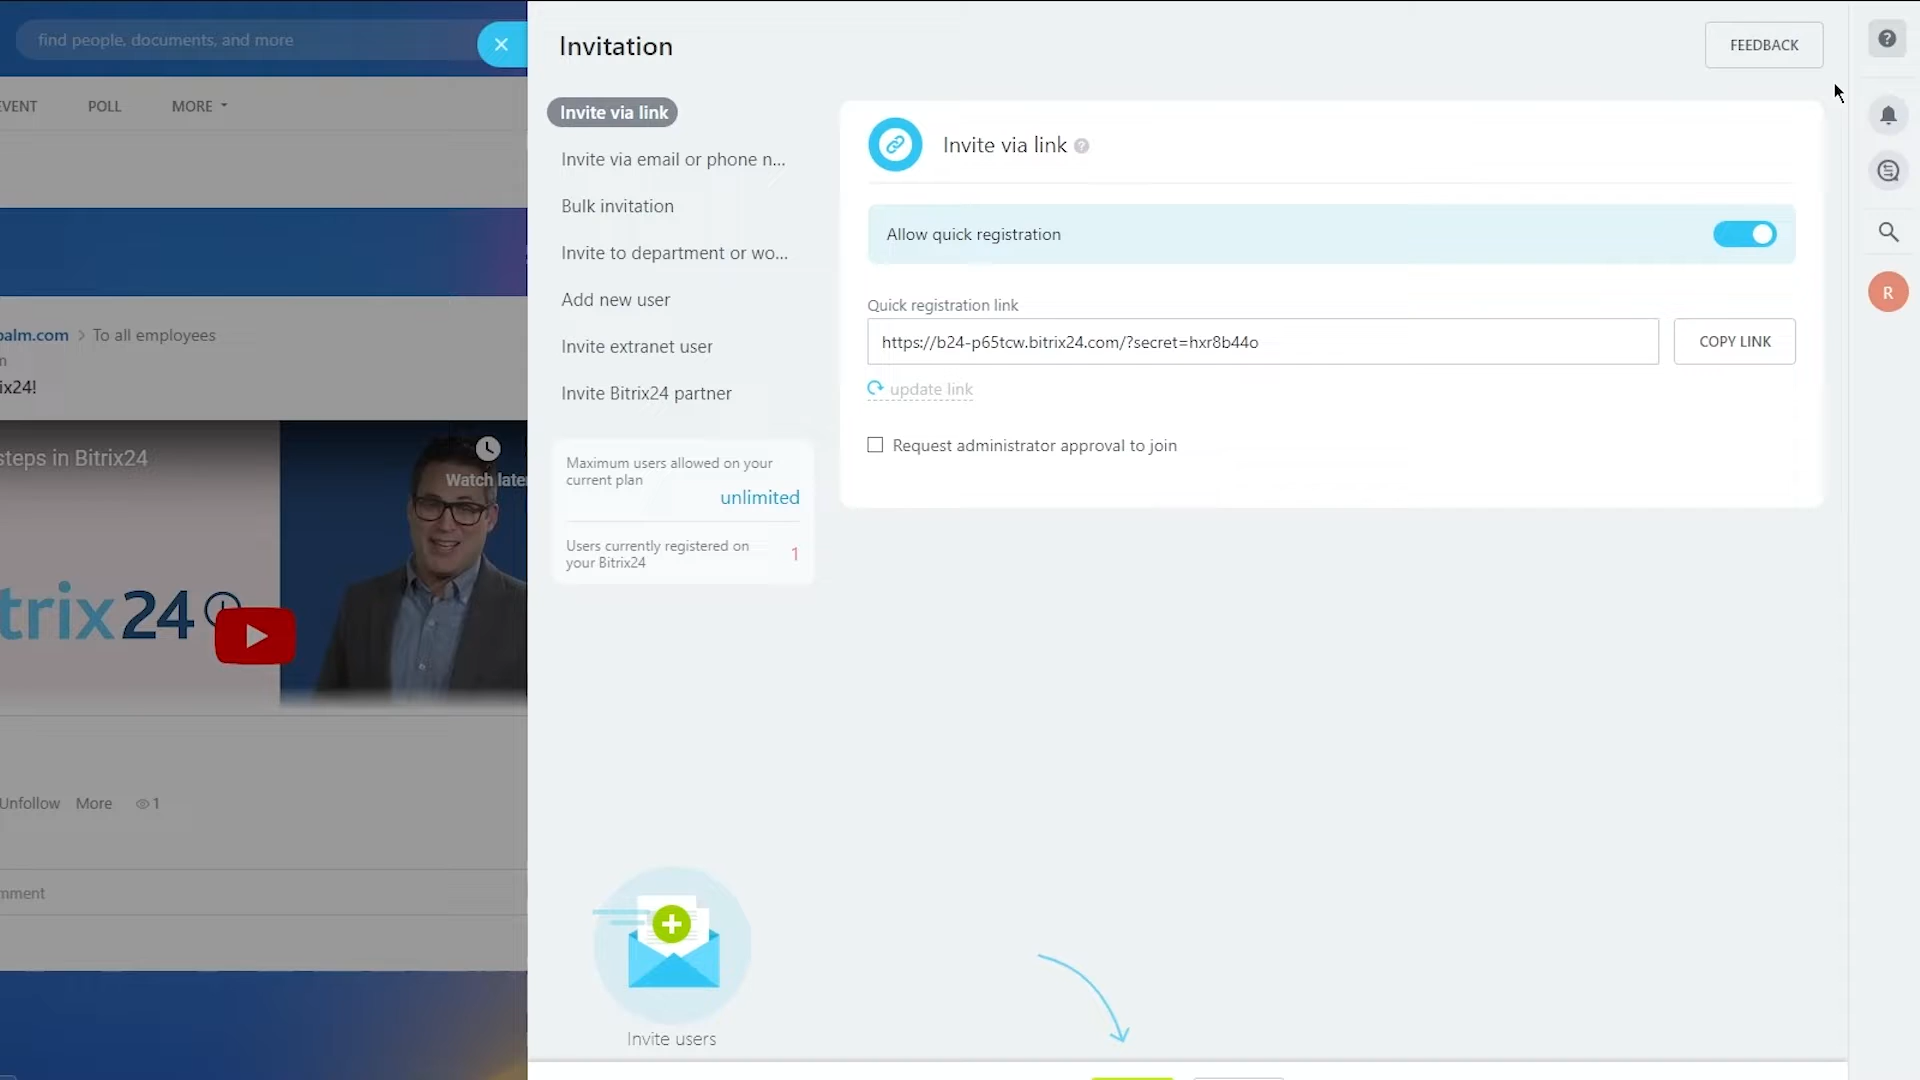 find people, documents, and more
EVENT
POLL
MORE
palm.com > To all employees
ix24!
steps in Bitrix24
Watch later
trix24
Unfollow
More
1
mment
Invitation
FEEDBACK
Invite via link
Invite via email or phone n...
Bulk invitation
Invite to department or wo...
Add new user
Invite extranet user
Invite Bitrix24 partner
Maximum users allowed on your
current plan
unlimited
Users currently registered on
your Bitrix24
1
Invite users
Invite via link
Allow quick registration
Quick registration link
https://b24-p65tcw.bitrix24.com/?secret=hxr8b44o
COPY LINK
update link
Request administrator approval to join
R